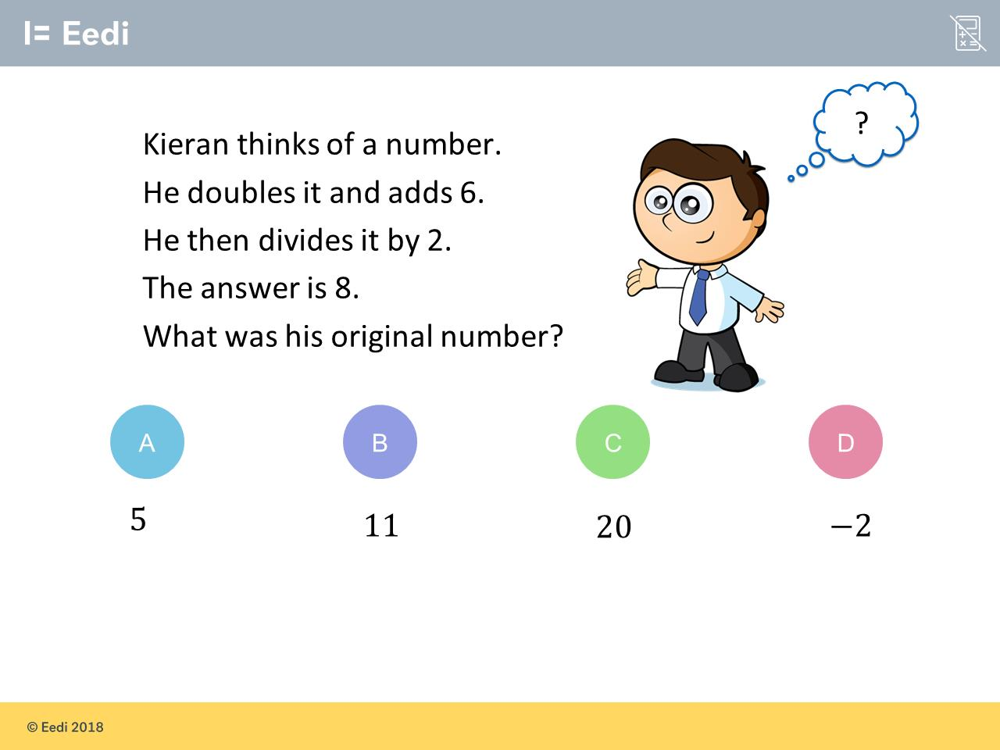 Eedi
?
Kieran thinks of a number.
He doubles it and adds 6.
He then divides it by 2.
The answer is 8.
What was his original number?
A B C D
5 11 20 −2
© Eedi 2018